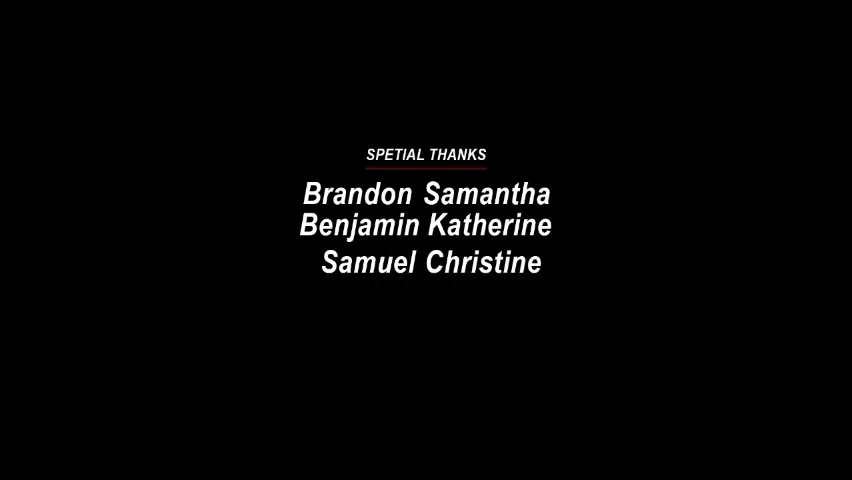 SPETIAL THANKS
Brandon Samantha
Benjamin Katherine
Samuel Christine